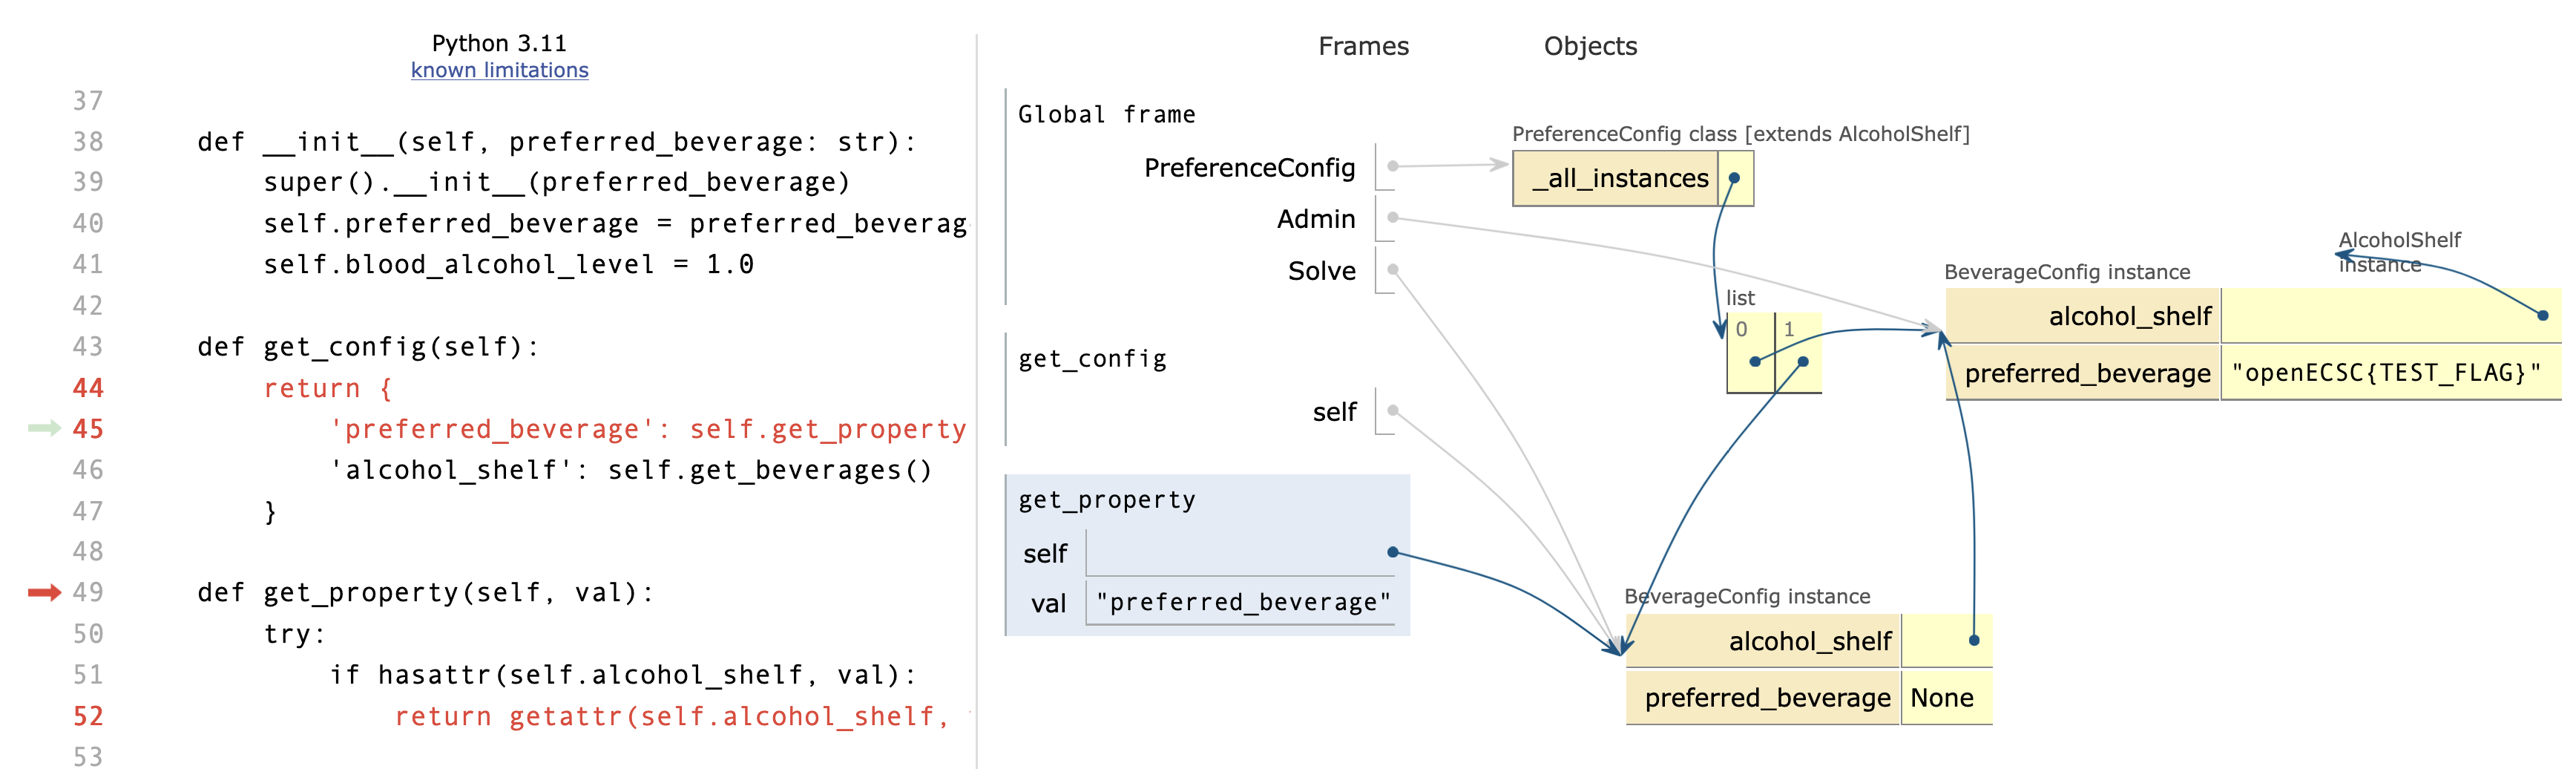 Python 3.11
known limitations
37
38 def __init__(self, preferred_beverage: str):
39 super().__init__(preferred_beverage)
40 self.preferred_beverage = preferred_beverag
41 self.blood_alcohol_level = 1.0
42
43 def get_config(self):
44 return {
45 'preferred_beverage': self.get_property
46 'alcohol_shelf': self.get_beverages()
47 }
48
49 def get_property(self, val):
50 try:
51 if hasattr(self.alcohol_shelf, val):
52 return getattr(self.alcohol_shelf,
53
Frames Objects
Global frame
PreferenceConfig
Admin
Solve
get_config
self
get_property
self
val "preferred_beverage"
PreferenceConfig class [extends AlcoholShelf]
_all_instances
list
0 1
AlcoholShelf
instance
BeverageConfig instance
alcohol_shelf
preferred_beverage "openECSC{TEST_FLAG}"
BeverageConfig instance
alcohol_shelf
preferred_beverage None